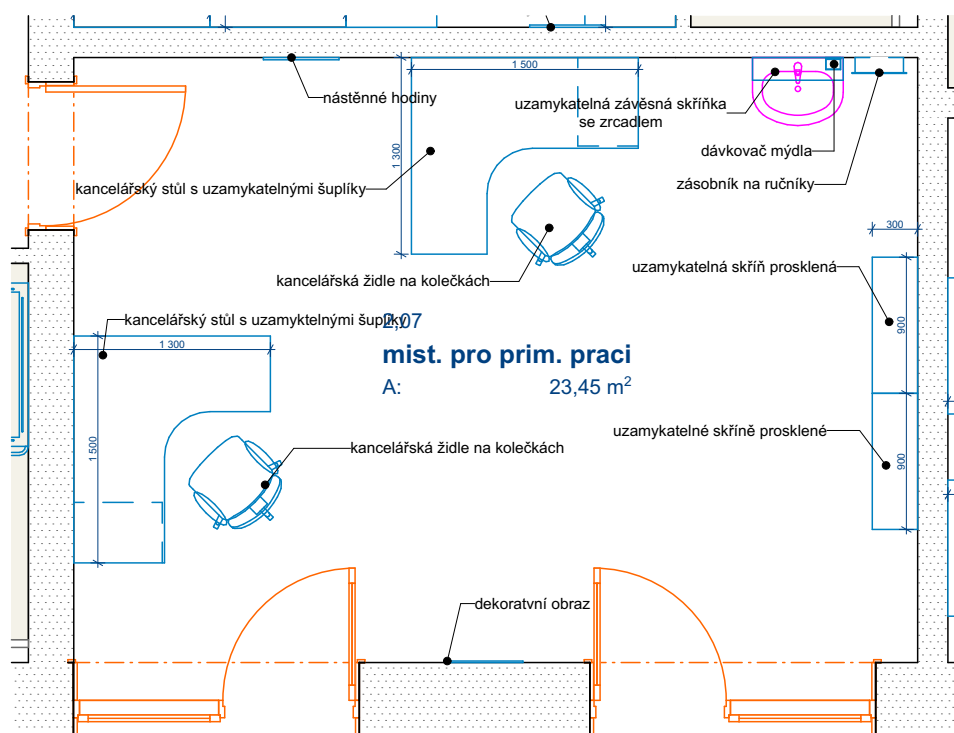 1 500
nástěnné hodiny
uzamykatelná závěsná skříňka
se zrcadlem
1 300
dávkovač mýdla
kancelářský stůl s uzamykatelnými šuplíky
zásobník na ručníky
300
uzamykatelná skříň prosklená
kancelářská židle na kolečkách
kancelářský stůl s uzamyktelnými šuplíky
2,07
900
1 300
mist. pro prim. praci
A: 23,45 m²
uzamykatelné skříně prosklené
1 500
kancelářská židle na kolečkách
900
dekoratvní obraz